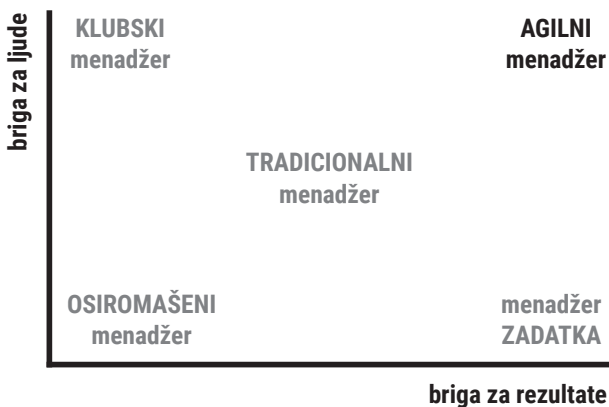 briga za ljude
KLUBSKI
menadžer
AGILNI
menadžer
TRADICIONALNI
menadžer
OSIROMAŠENI
menadžer
menadžer
ZADATKA
briga za rezultate